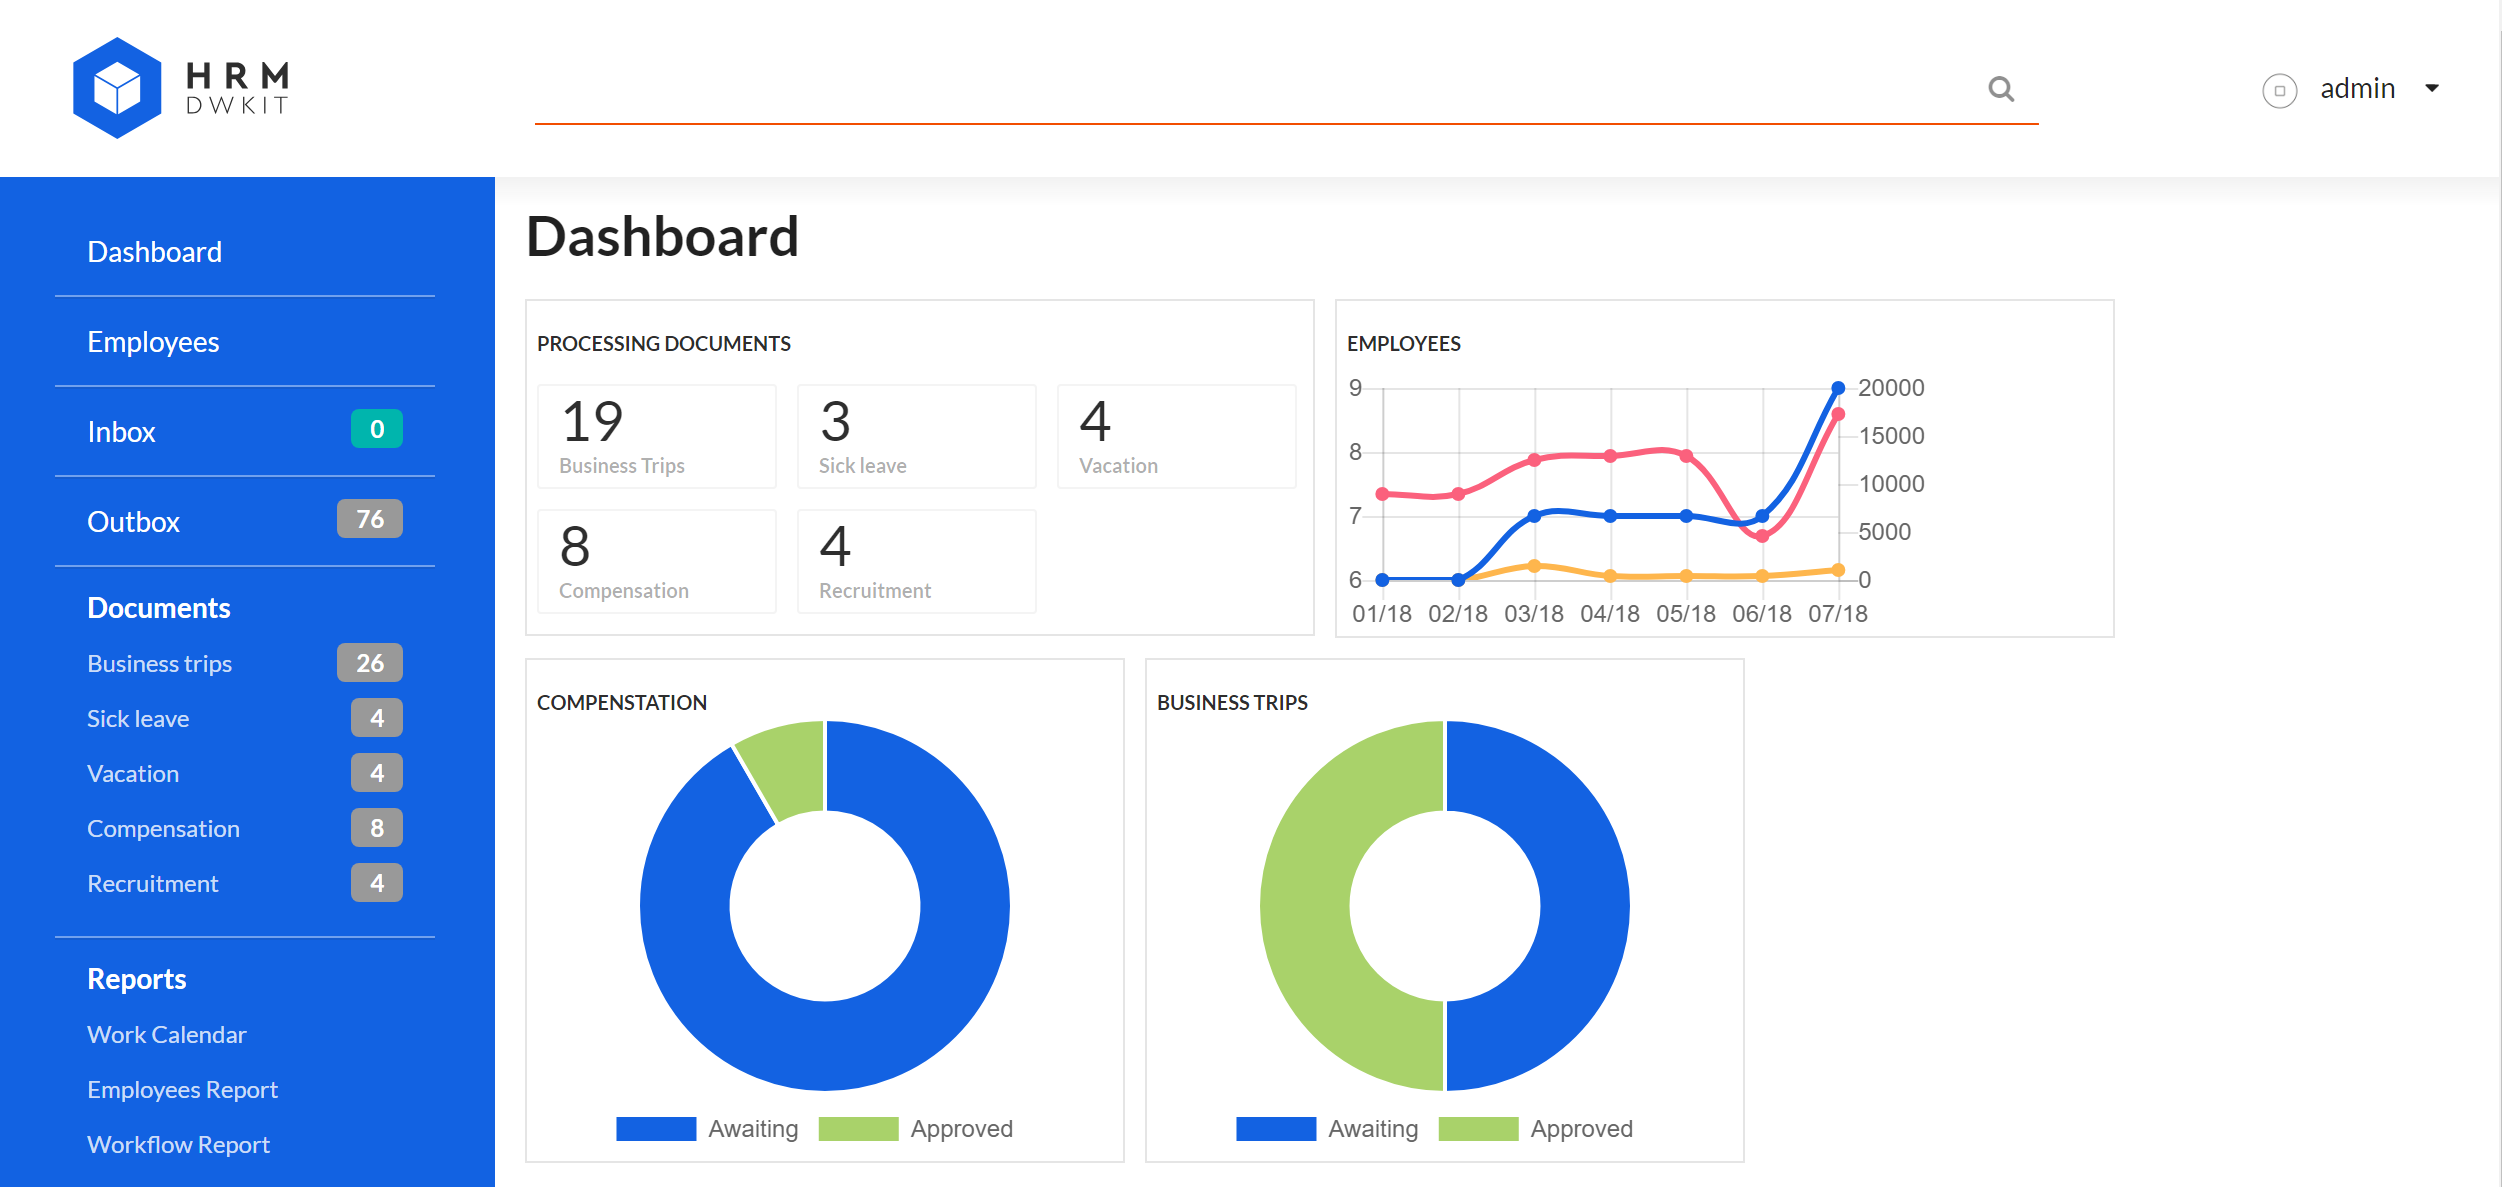 HRM
DWKIT
admin
Dashboard
Employees
Inbox 0
Outbox 76
Documents
Business trips 26
Sick leave 4
Vacation 4
Compensation 8
Recruitment 4
Reports
Work Calendar
Employees Report
Workflow Report
Dashboard
PROCESSING DOCUMENTS
19
Business Trips
3
Sick leave
4
Vacation
8
Compensation
4
Recruitment
EMPLOYEES
9
8
7
6
20000
15000
10000
5000
0
01/18 02/18 03/18 04/18 05/18 06/18 07/18
COMPENSTATION
Awaiting Approved
BUSINESS TRIPS
Awaiting Approved